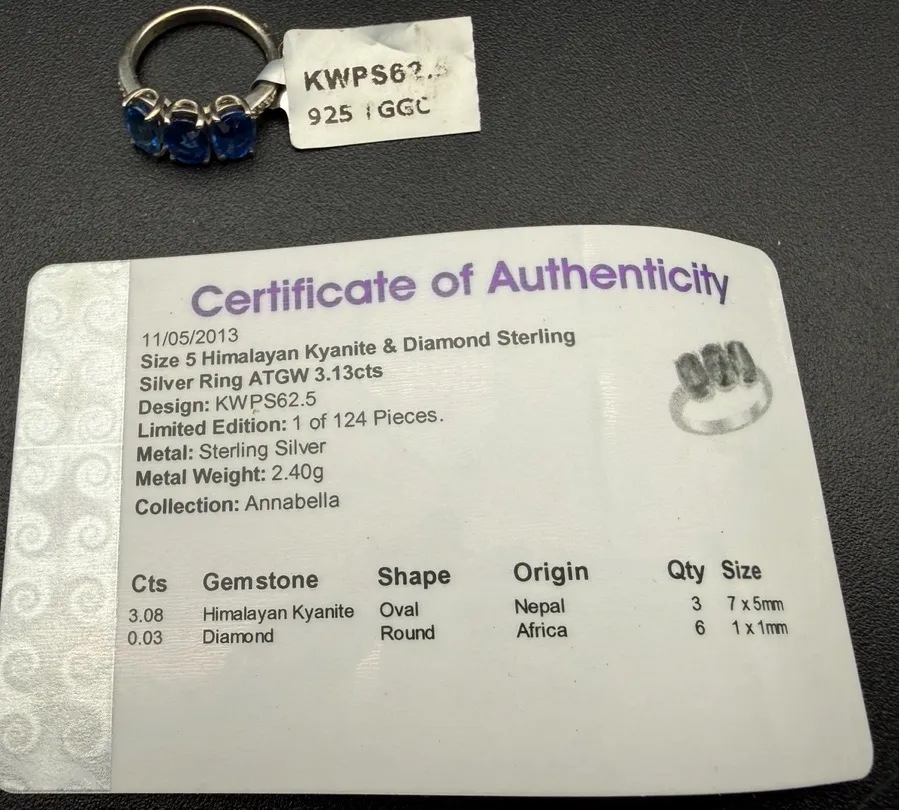 KWPS62.5
925 IGGC
Certificate of Authenticity
11/05/2013
Size 5 Himalayan Kyanite & Diamond Sterling
Silver Ring ATGW 3.13cts
Design: KWPS62.5
Limited Edition: 1 of 124 Pieces.
Metal: Sterling Silver
Metal Weight: 2.40g
Collection: Annabella
Cts Gemstone Shape Origin Qty Size
3.08 Himalayan Kyanite Oval Nepal 3 7 x 5mm
0.03 Diamond Round Africa 6 1 x 1mm